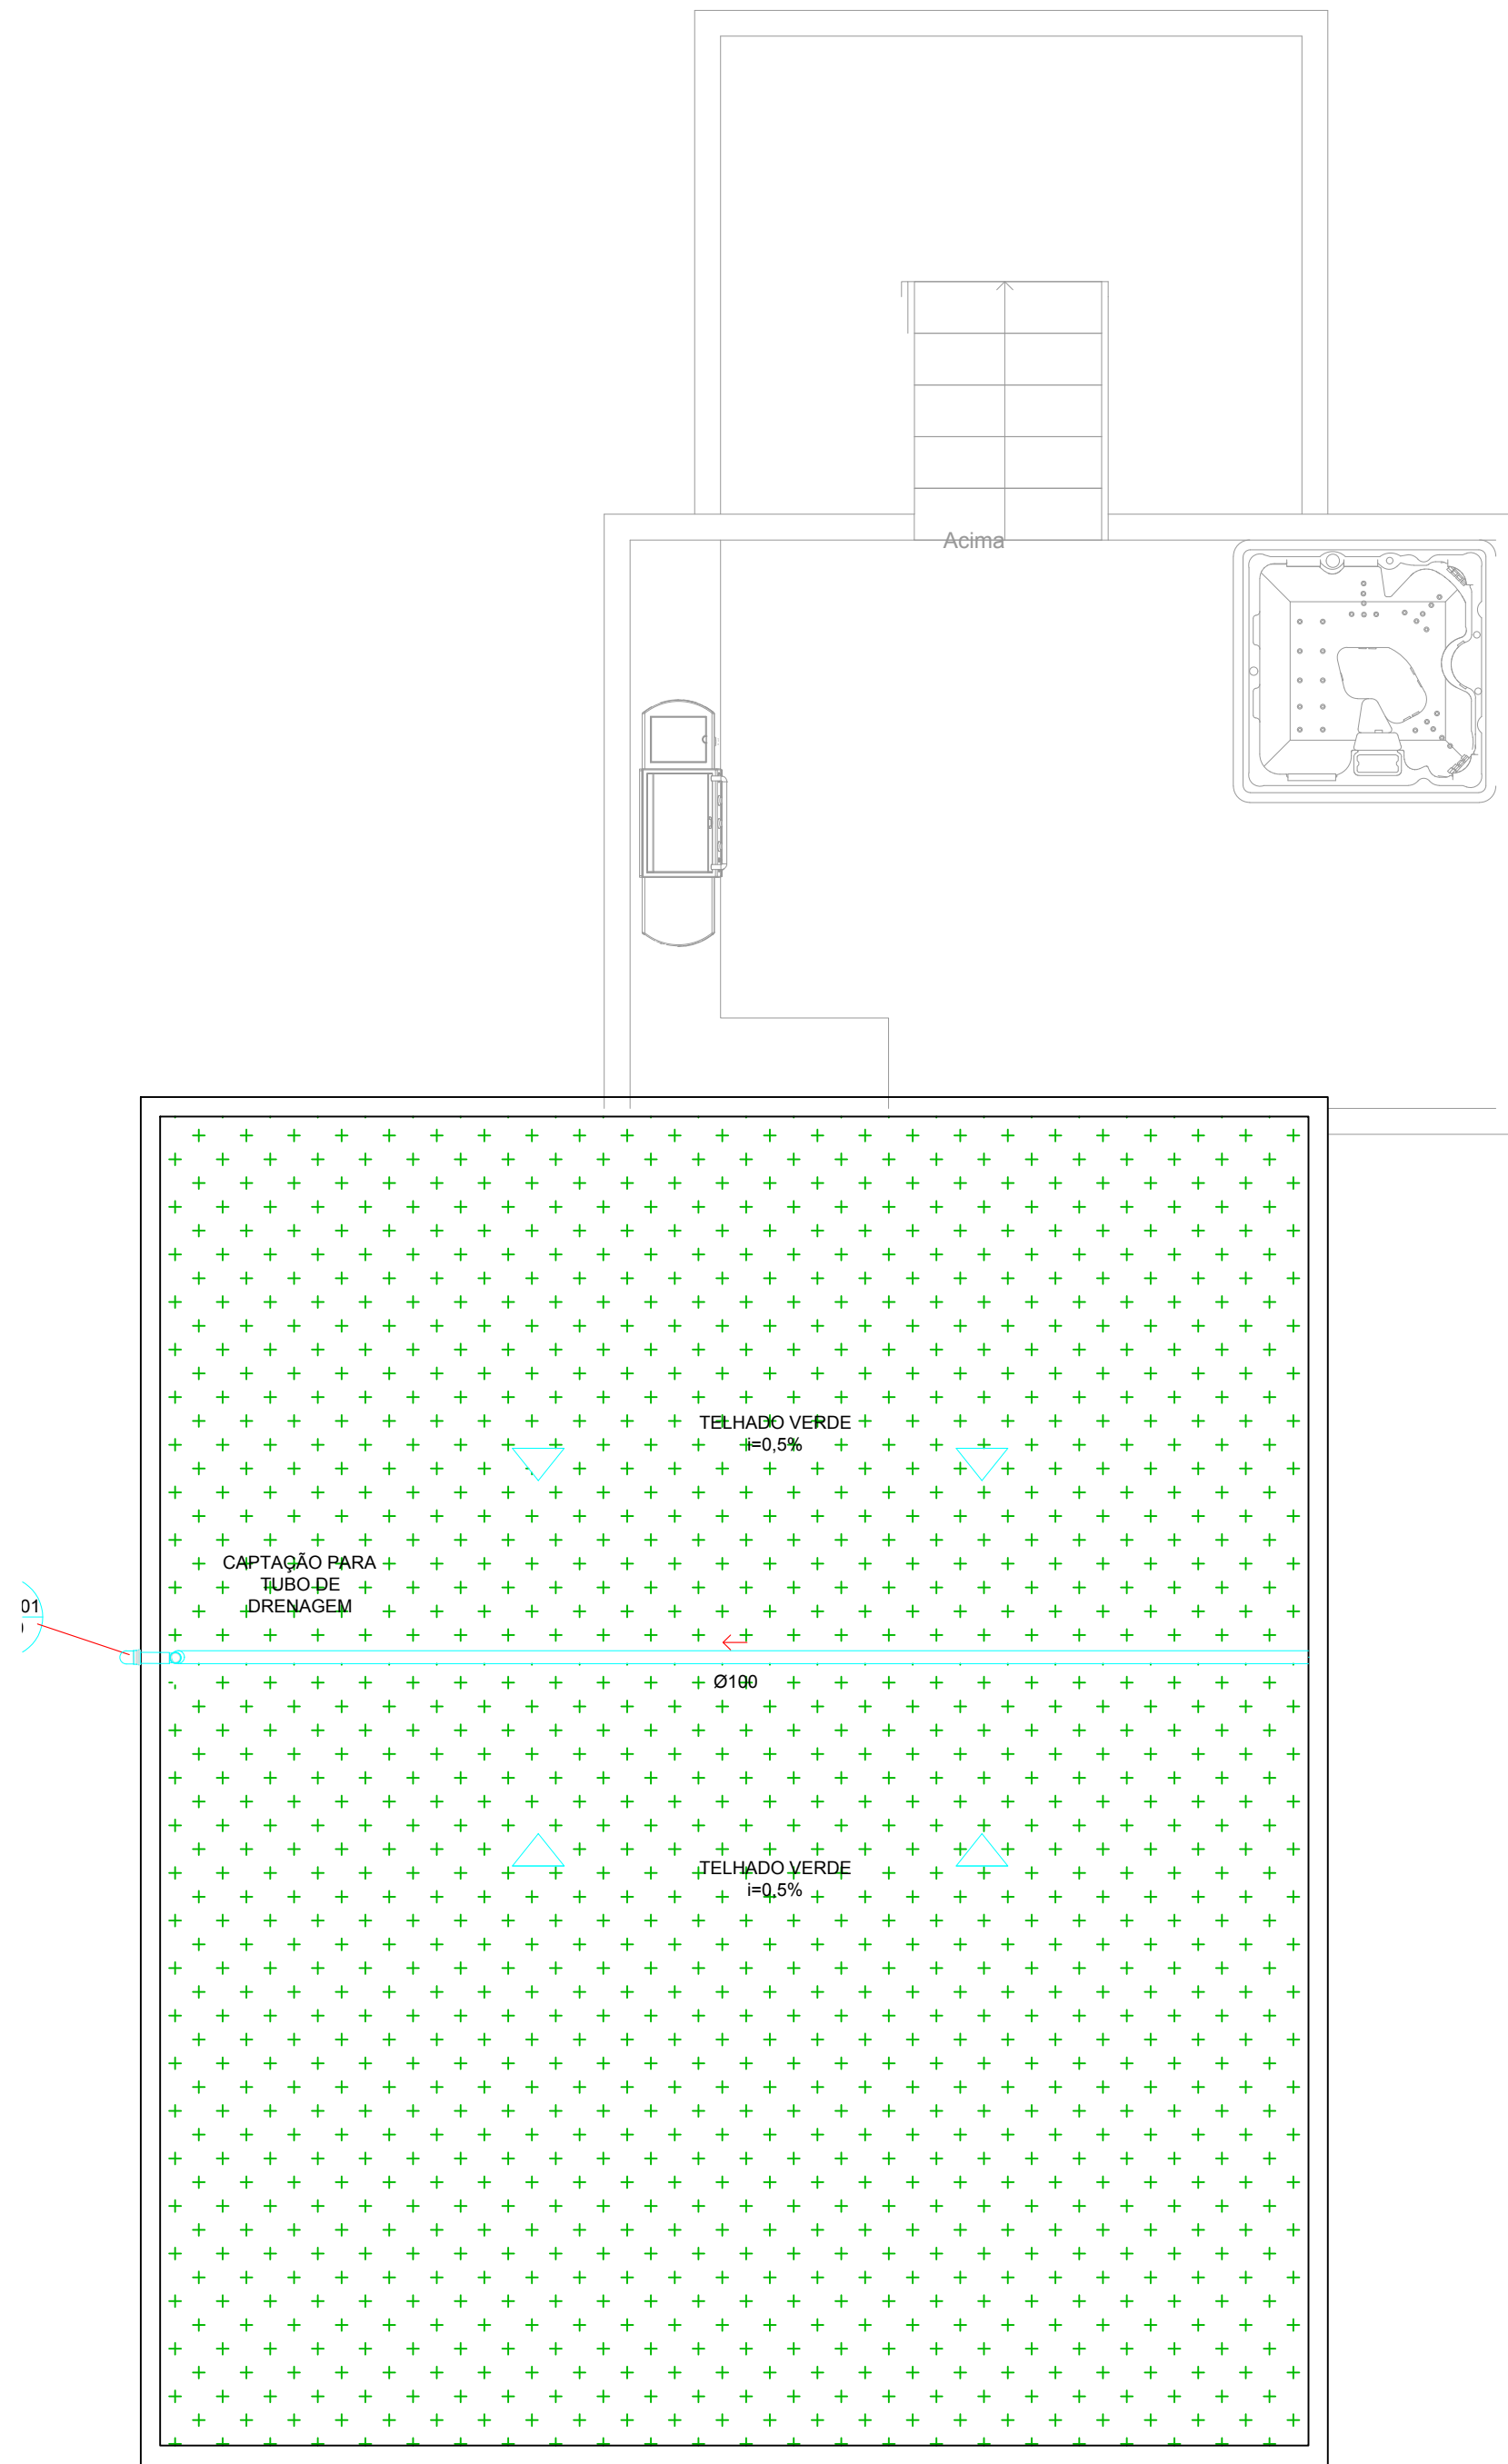 Acima
TELHADO VERDE
i=0,5%
CAPTAÇÃO PARA
TUBO DE
DRENAGEM
01
Ø100
TELHADO VERDE
i=0,5%